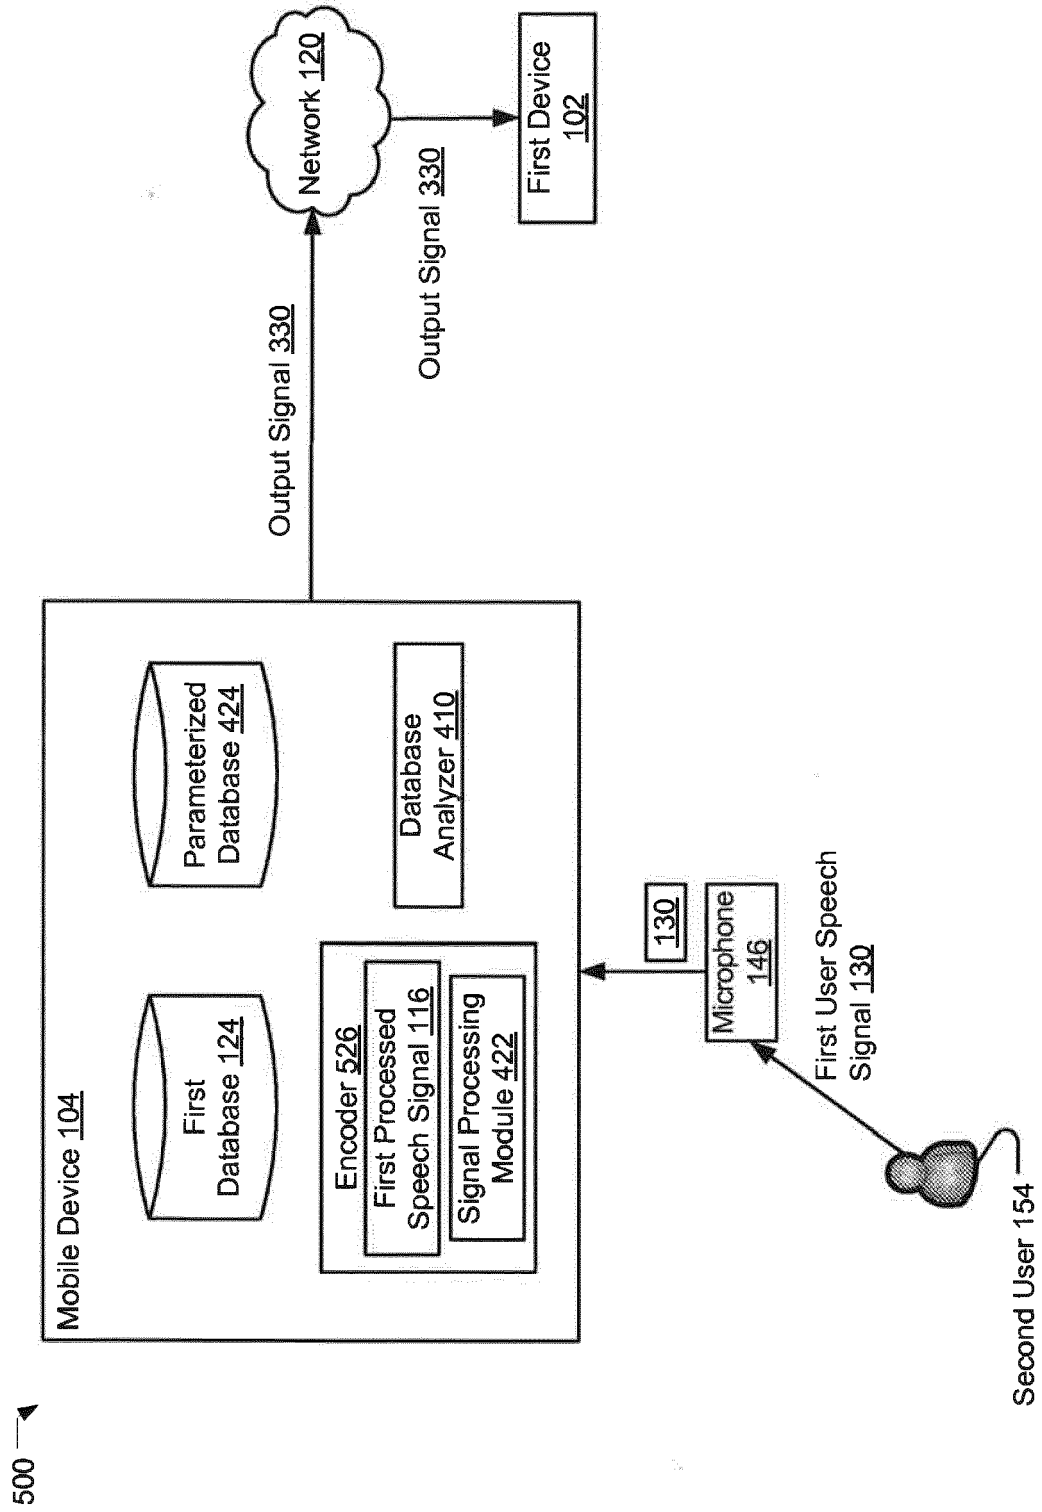 500
Mobile Device 104
First
Database 124
Parameterized
Database 424
Encoder 526
First Processed
Speech Signal 116
Signal Processing
Module 422
Database
Analyzer 410
Output Signal 330
Network 120
Output Signal 330
First Device
102
130
Microphone
146
First User Speech
Signal 130
Second User 154